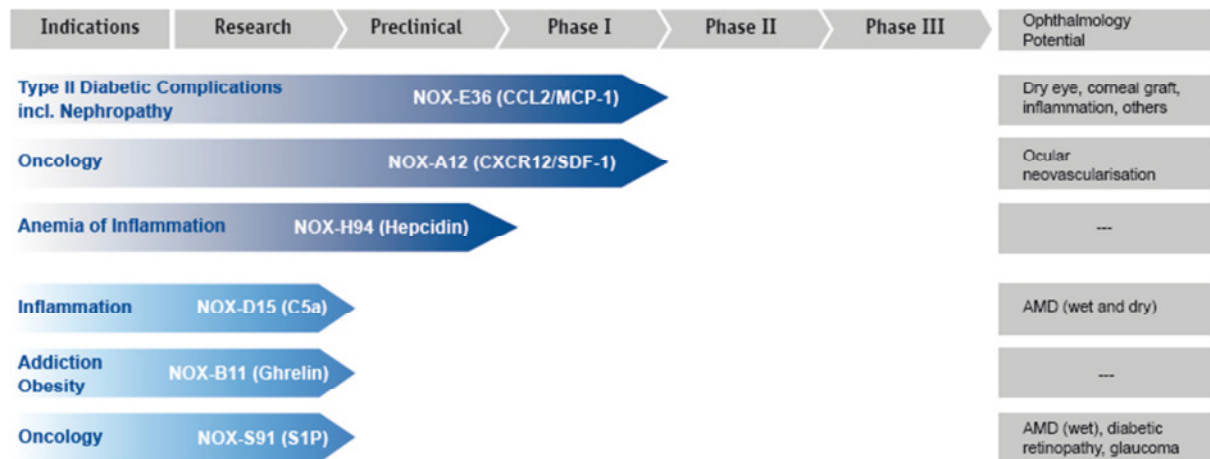 Indications Research Preclinical Phase I Phase II Phase III Ophthalmology
Potential
Type II Diabetic Complications
incl. Nephropathy
NOX-E36 (CCL2/MCP-1)
Dry eye, corneal graft,
inflammation, others
Oncology
NOX-A12 (CXCR12/SDF-1)
Ocular
neovascularisation
Anemia of Inflammation
NOX-H94 (Hepcidin)
---
Inflammation
NOX-D15 (C5a)
AMD (wet and dry)
Addiction
Obesity
NOX-B11 (Ghrelin)
---
Oncology
NOX-S91 (S1P)
AMD (wet), diabetic
retinopathy, glaucoma